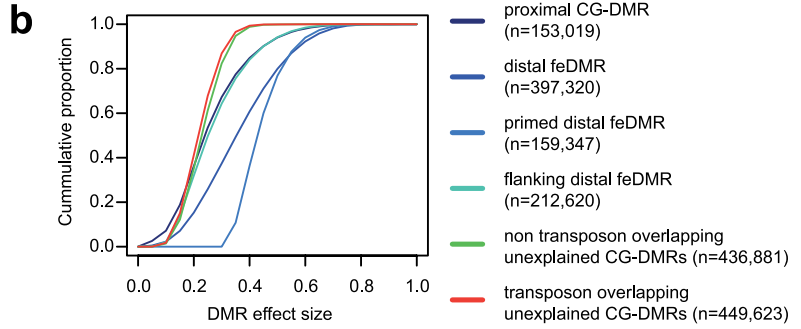 b
1.0
0.8
0.6
0.4
0.2
0.0
Cummulative proportion
0.0 0.2 0.4 0.6 0.8 1.0
DMR effect size
proximal CG-DMR
(n=153,019)
distal feDMR
(n=397,320)
primed distal feDMR
(n=159,347)
flanking distal feDMR
(n=212,620)
non transposon overlapping
unexplained CG-DMRs (n=436,881)
transposon overlapping
unexplained CG-DMRs (n=449,623)